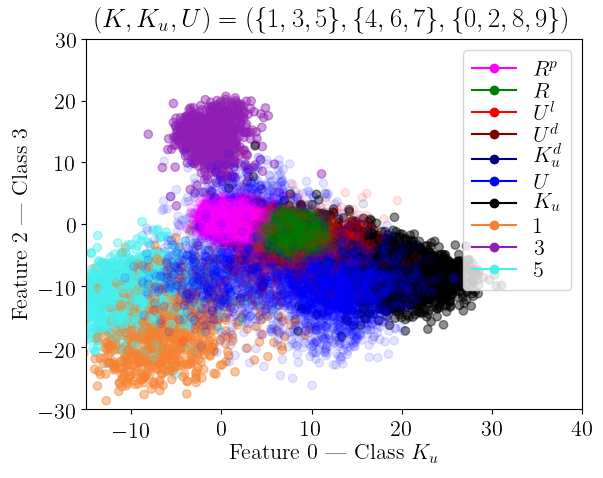 (K, K_u, U) = ({1, 3, 5}, {4, 6, 7}, {0, 2, 8, 9})
30
20
10
0
−10
−20
−30
Feature 2 — Class 3
R^p
R
U^l
U^d
K_u^d
U
K_u
1
3
5
−10
0
10
20
30
40
Feature 0 — Class K_u